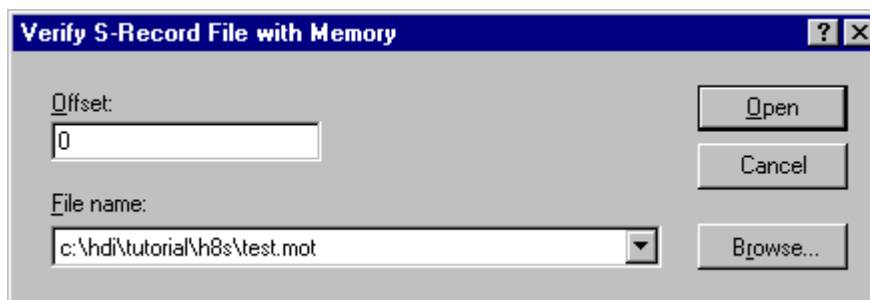 Verify S-Record File with Memory
Offset:
0
Open
Cancel
File name:
c:\hdi\tutorial\h8s\test.mot
Browse...